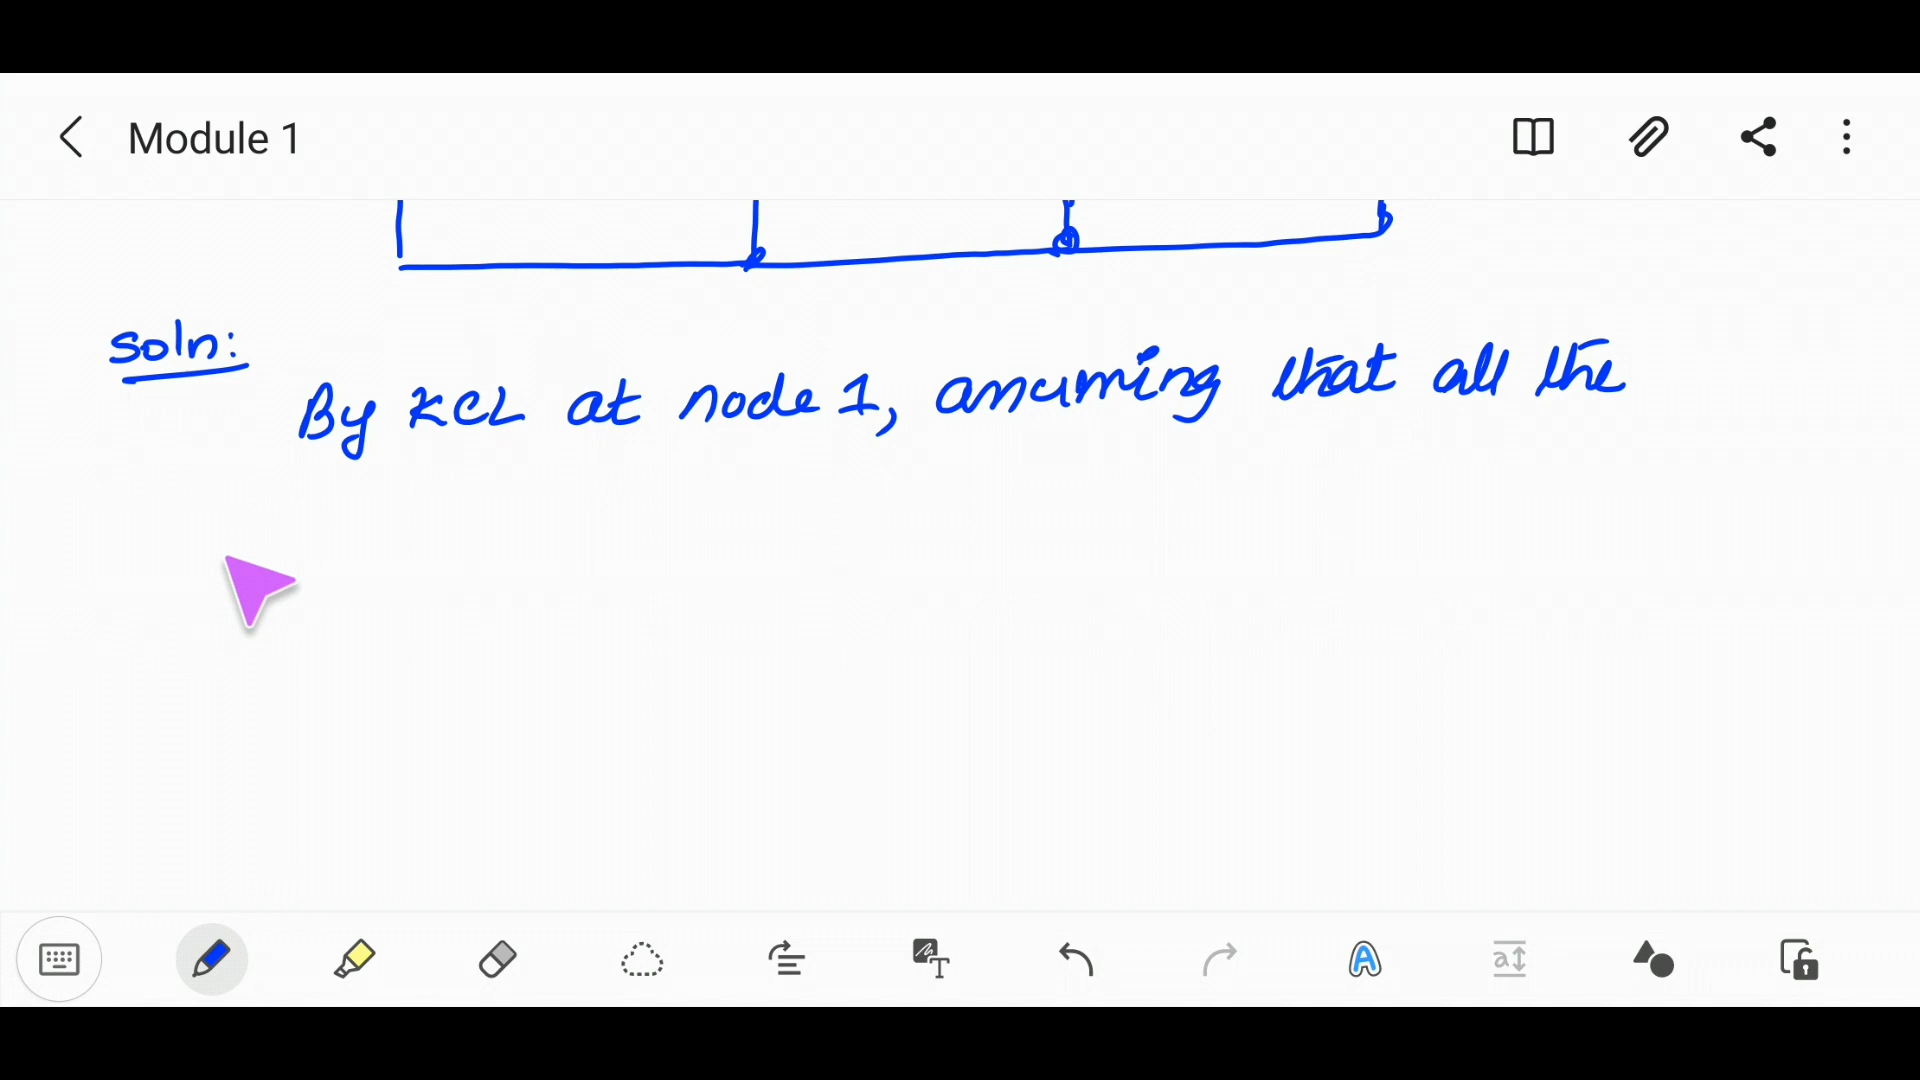 Module 1
Soln:
By KCL at node 1, assuming that all the